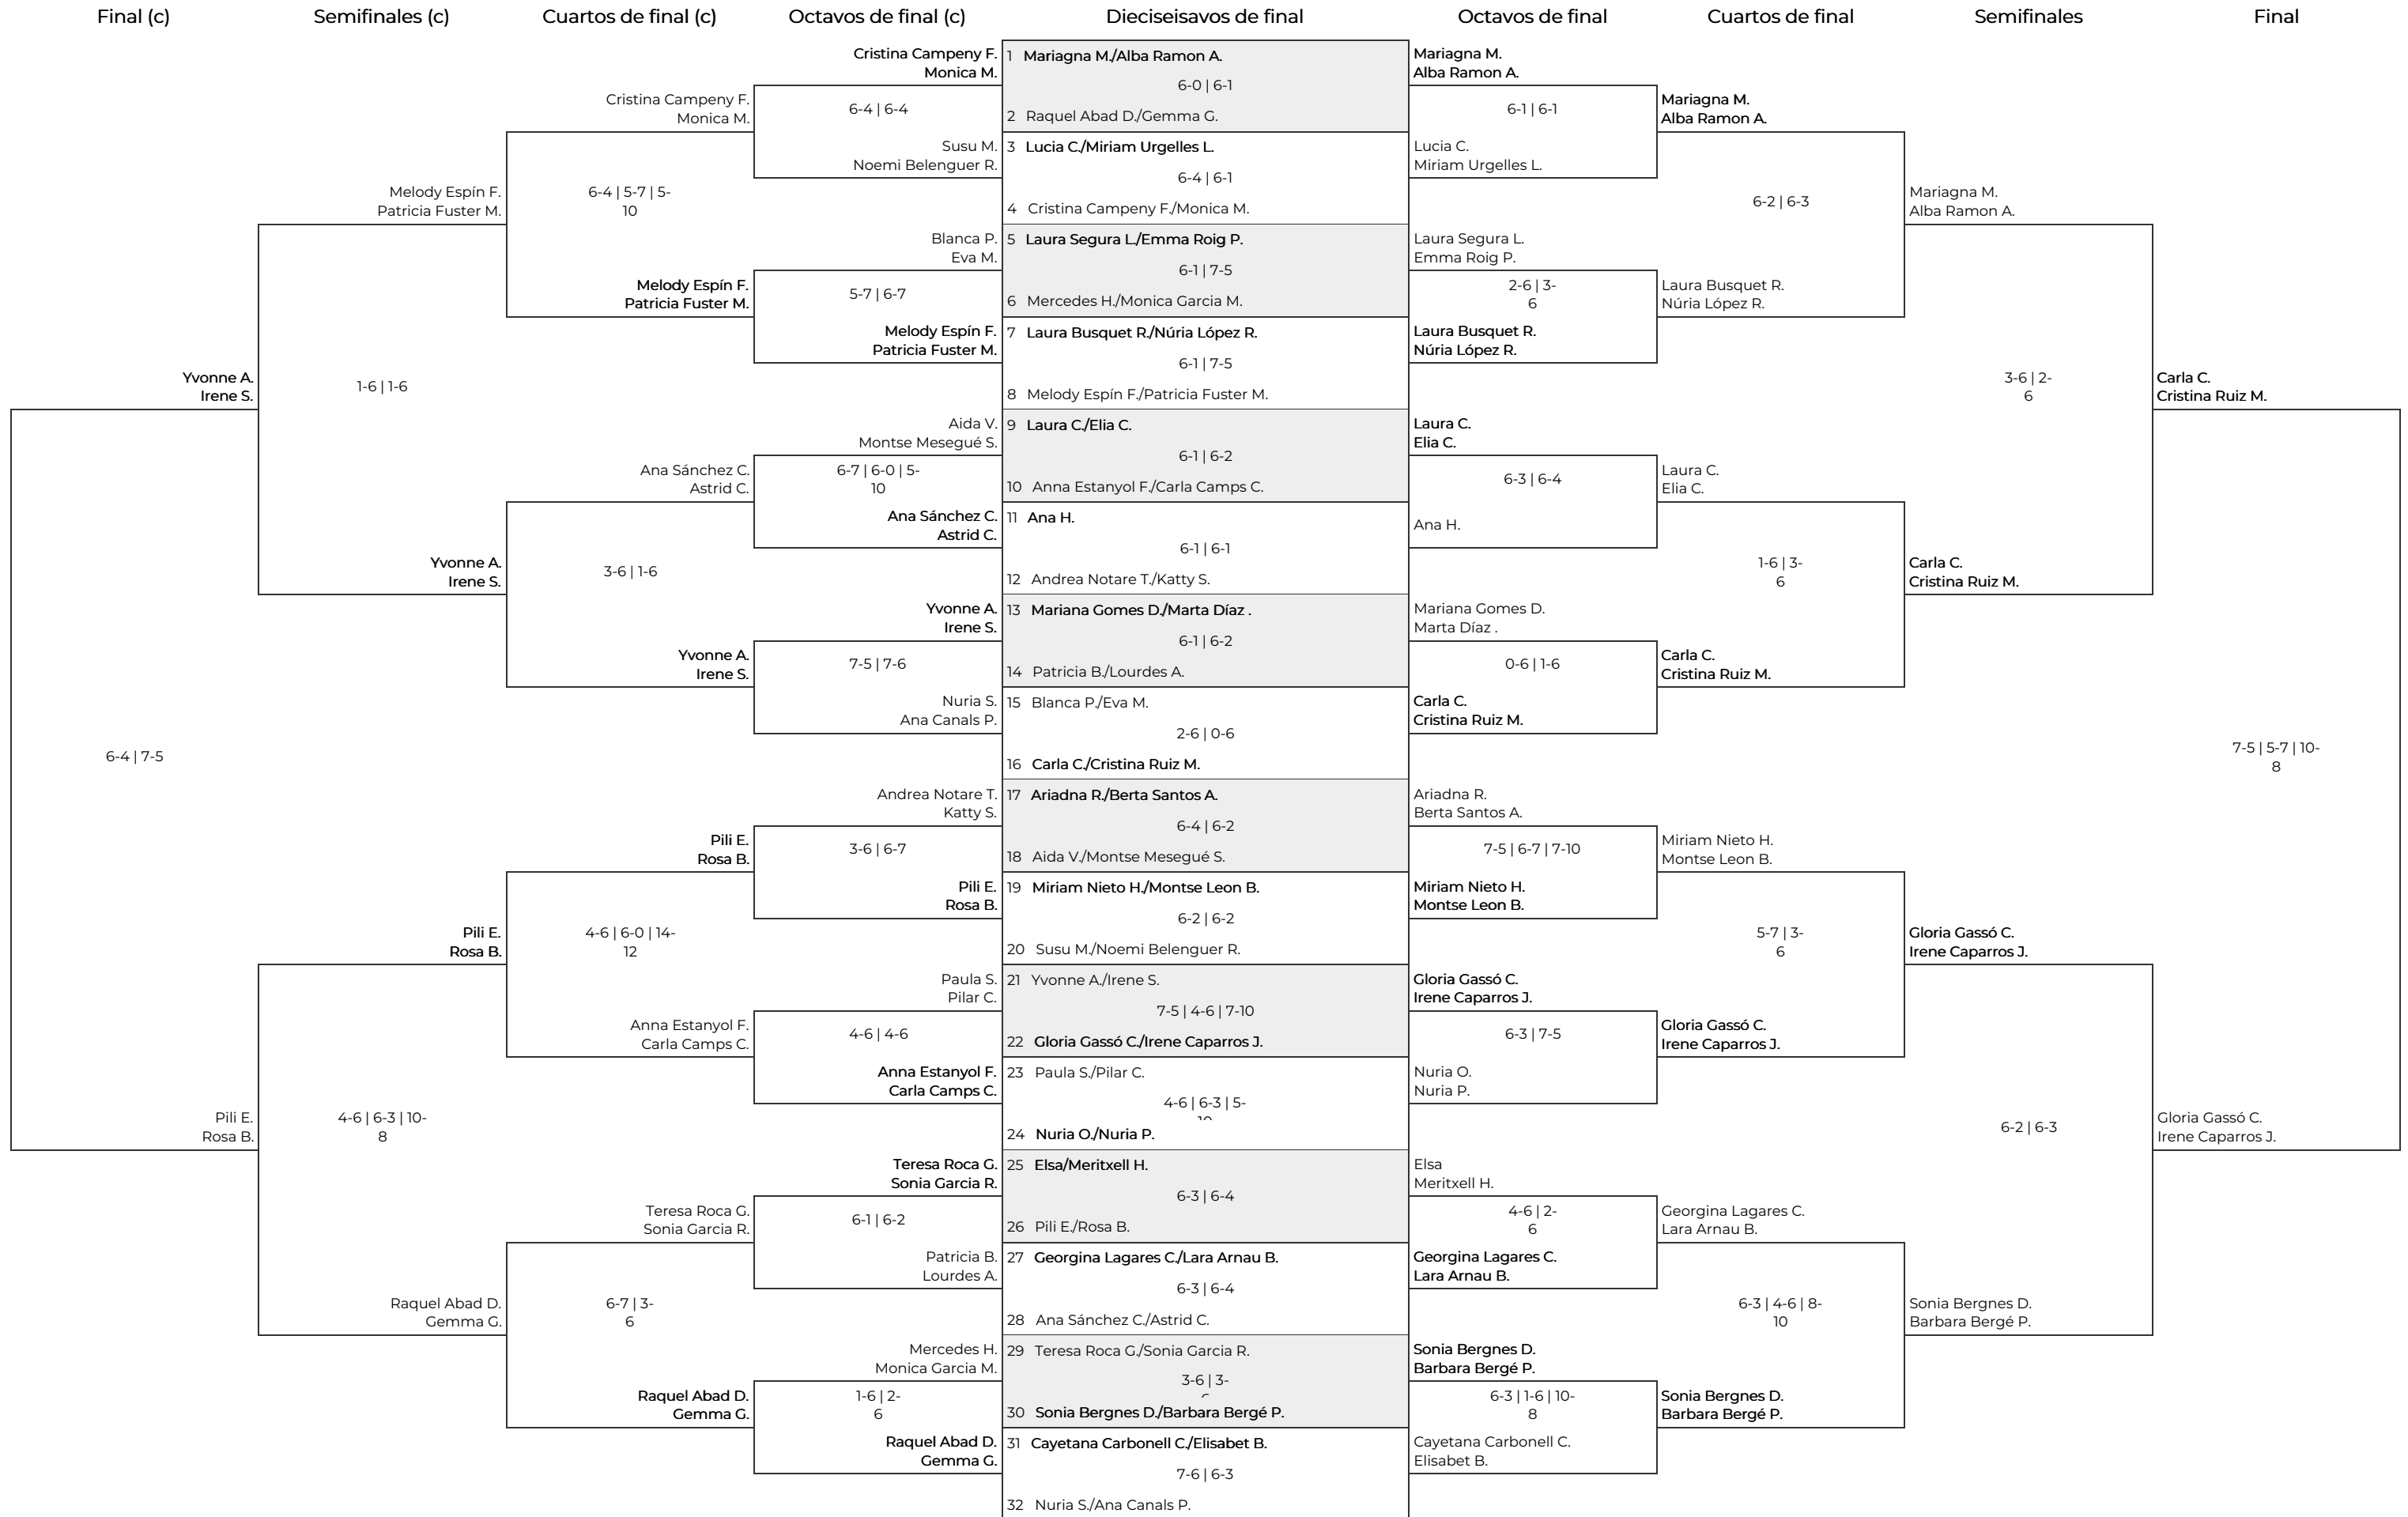 Final (c)
Semifinales (c)
Cuartos de final (c)
Octavos de final (c)
Dieciseisavos de final
Octavos de final
Cuartos de final
Semifinales
Final
Yvonne A.
Irene S.
6-4 | 7-5
Pili E.
Rosa B.
Melody Espín F.
Patricia Fuster M.
1-6 | 1-6
Yvonne A.
Irene S.
Pili E.
Rosa B.
4-6 | 6-3 | 10-
8
Raquel Abad D.
Gemma G.
Cristina Campeny F.
Monica M.
6-4 | 5-7 | 5-
10
Melody Espín F.
Patricia Fuster M.
Ana Sánchez C.
Astrid C.
3-6 | 1-6
Yvonne A.
Irene S.
Pili E.
Rosa B.
4-6 | 6-0 | 14-
12
Anna Estanyol F.
Carla Camps C.
Teresa Roca G.
Sonia Garcia R.
6-7 | 3-
6
Raquel Abad D.
Gemma G.
Cristina Campeny F.
Monica M.
6-4 | 6-4
Susu M.
Noemi Belenguer R.
Blanca P.
Eva M.
5-7 | 6-7
Melody Espín F.
Patricia Fuster M.
Aida V.
Montse Mesegué S.
6-7 | 6-0 | 5-
10
Ana Sánchez C.
Astrid C.
Yvonne A.
Irene S.
7-5 | 7-6
Nuria S.
Ana Canals P.
Andrea Notare T.
Katty S.
3-6 | 6-7
Pili E.
Rosa B.
Paula S.
Pilar C.
4-6 | 4-6
Anna Estanyol F.
Carla Camps C.
Teresa Roca G.
Sonia Garcia R.
6-1 | 6-2
Patricia B.
Lourdes A.
Mercedes H.
Monica Garcia M.
1-6 | 2-
6
Raquel Abad D.
Gemma G.
1 Mariagna M./Alba Ramon A.
6-0 | 6-1
2 Raquel Abad D./Gemma G.
3 Lucia C./Miriam Urgelles L.
6-4 | 6-1
4 Cristina Campeny F./Monica M.
5 Laura Segura L./Emma Roig P.
6-1 | 7-5
6 Mercedes H./Monica Garcia M.
7 Laura Busquet R./Núria López R.
6-1 | 7-5
8 Melody Espín F./Patricia Fuster M.
9 Laura C./Elia C.
6-1 | 6-2
10 Anna Estanyol F./Carla Camps C.
11 Ana H.
6-1 | 6-1
12 Andrea Notare T./Katty S.
13 Mariana Gomes D./Marta Díaz .
6-1 | 6-2
14 Patricia B./Lourdes A.
15 Blanca P./Eva M.
2-6 | 0-6
16 Carla C./Cristina Ruiz M.
17 Ariadna R./Berta Santos A.
6-4 | 6-2
18 Aida V./Montse Mesegué S.
19 Miriam Nieto H./Montse Leon B.
6-2 | 6-2
20 Susu M./Noemi Belenguer R.
21 Yvonne A./Irene S.
7-5 | 4-6 | 7-10
22 Gloria Gassó C./Irene Caparros J.
23 Paula S./Pilar C.
4-6 | 6-3 | 5-
10
24 Nuria O./Nuria P.
25 Elsa/Meritxell H.
6-3 | 6-4
26 Pili E./Rosa B.
27 Georgina Lagares C./Lara Arnau B.
6-3 | 6-4
28 Ana Sánchez C./Astrid C.
29 Teresa Roca G./Sonia Garcia R.
3-6 | 3-
30 Sonia Bergnes D./Barbara Bergé P.
31 Cayetana Carbonell C./Elisabet B.
7-6 | 6-3
32 Nuria S./Ana Canals P.
Mariagna M.
Alba Ramon A.
6-1 | 6-1
Lucia C.
Miriam Urgelles L.
Laura Segura L.
Emma Roig P.
2-6 | 3-
6
Laura Busquet R.
Núria López R.
Laura C.
Elia C.
6-3 | 6-4
Ana H.
Mariana Gomes D.
Marta Díaz .
0-6 | 1-6
Carla C.
Cristina Ruiz M.
Ariadna R.
Berta Santos A.
7-5 | 6-7 | 7-10
Miriam Nieto H.
Montse Leon B.
Gloria Gassó C.
Irene Caparros J.
6-3 | 7-5
Nuria O.
Nuria P.
Elsa
Meritxell H.
4-6 | 2-
6
Georgina Lagares C.
Lara Arnau B.
Sonia Bergnes D.
Barbara Bergé P.
6-3 | 1-6 | 10-
8
Cayetana Carbonell C.
Elisabet B.
Mariagna M.
Alba Ramon A.
6-2 | 6-3
Laura Busquet R.
Núria López R.
Laura C.
Elia C.
1-6 | 3-
6
Carla C.
Cristina Ruiz M.
Miriam Nieto H.
Montse Leon B.
5-7 | 3-
6
Gloria Gassó C.
Irene Caparros J.
Georgina Lagares C.
Lara Arnau B.
6-3 | 4-6 | 8-
10
Sonia Bergnes D.
Barbara Bergé P.
Mariagna M.
Alba Ramon A.
3-6 | 2-
6
Carla C.
Cristina Ruiz M.
Gloria Gassó C.
Irene Caparros J.
6-2 | 6-3
Sonia Bergnes D.
Barbara Bergé P.
Carla C.
Cristina Ruiz M.
7-5 | 5-7 | 10-
8
Gloria Gassó C.
Irene Caparros J.